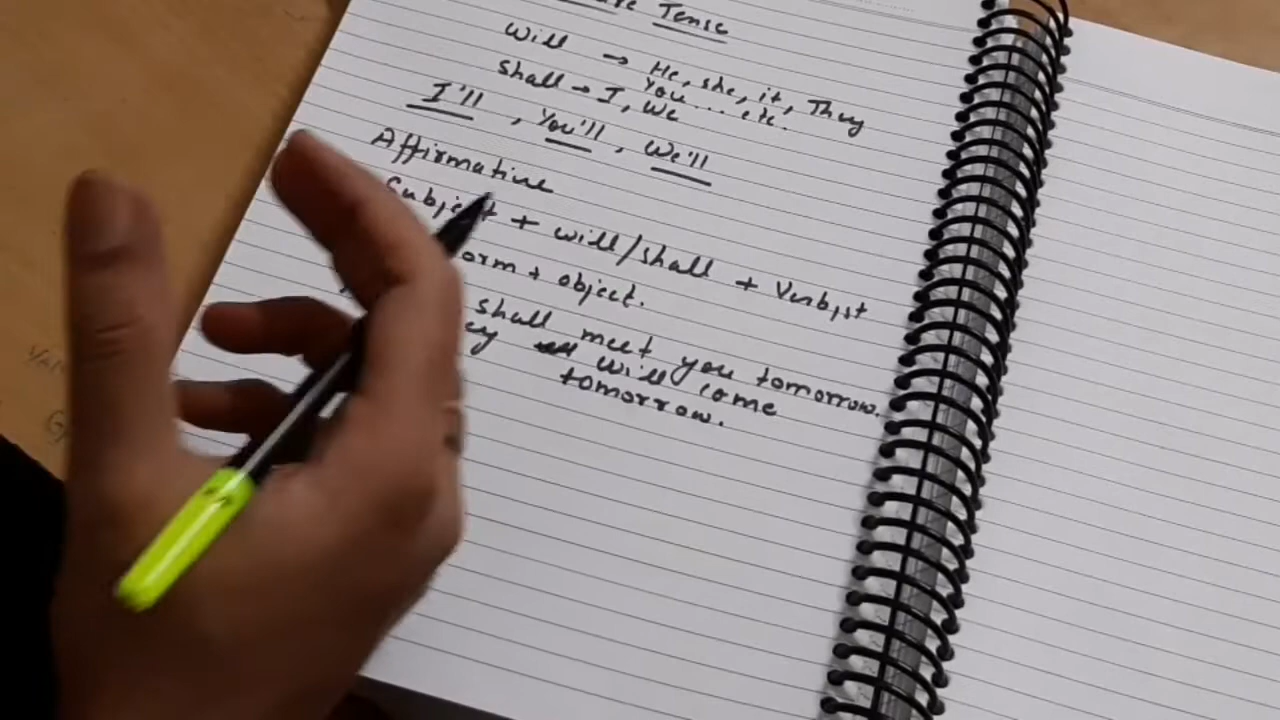 Tense
will → He, she, it, They
You... etc.
shall → I, We
I'll, You'll, We'll
Affirmative
Subject + will/shall + Verb 1st
form + object.
shall meet you tomorrow.
will come
tomorrow.